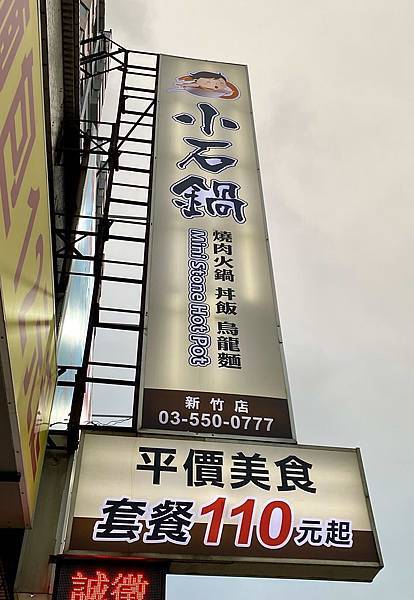 小石鍋
燒肉火鍋 丼飯 烏龍麵
Mini Stone Hot Pot
新竹店
03-550-0777
平價美食
套餐110元起
誠徵